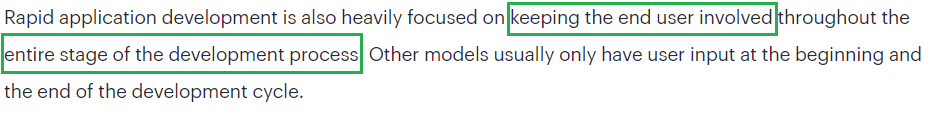 Rapid application development is also heavily focused on keeping the end user involved throughout the
entire stage of the development process Other models usually only have user input at the beginning and
the end of the development cycle.